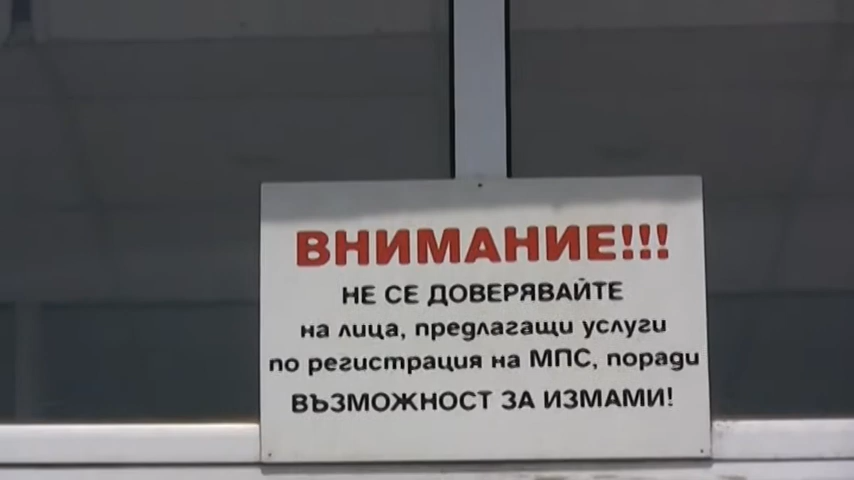 ВНИМАНИЕ!!!
НЕ СЕ ДОВЕРЯВАЙТЕ
на лица, предлагащи услуги
по регистрация на МПС, поради
ВЪЗМОЖНОСТ ЗА ИЗМАМИ!